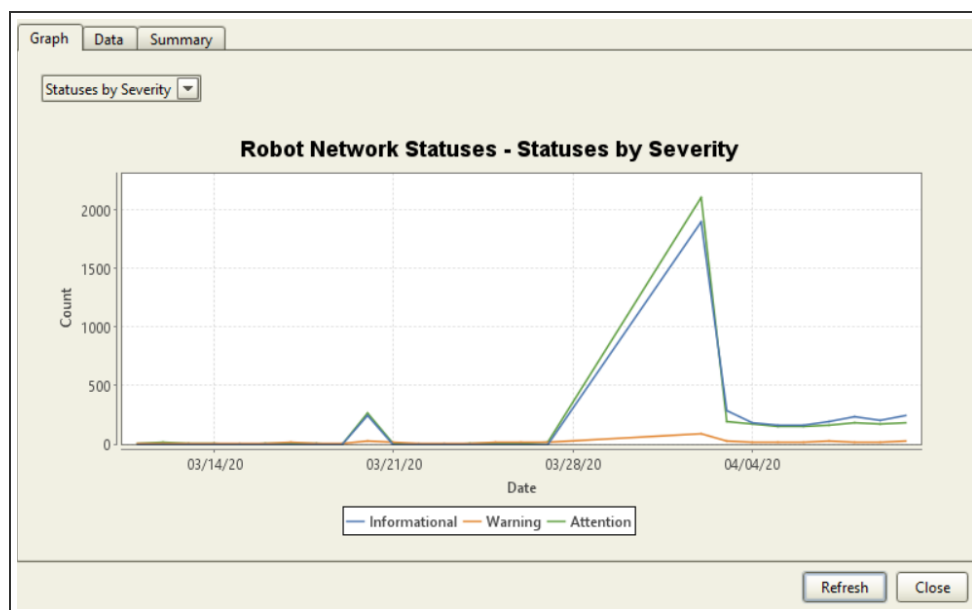 Graph Data Summary
Statuses by Severity
Robot Network Statuses - Statuses by Severity
2000
1500
1000
500
0
Count
03/14/20 03/21/20 03/28/20 04/04/20
Date
Informational Warning Attention
Refresh Close